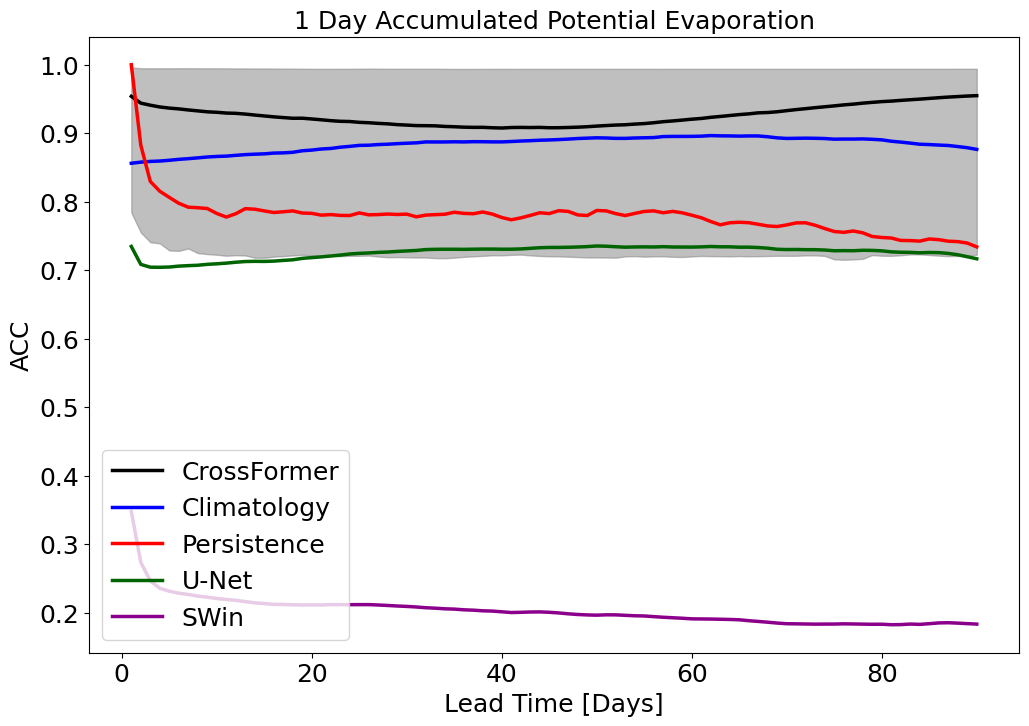 1 Day Accumulated Potential Evaporation
1.0
0.9
0.8
0.7
0.6
0.5
0.4
0.3
0.2
ACC
CrossFormer
Climatology
Persistence
U-Net
SWin
0 20 40 60 80
Lead Time [Days]